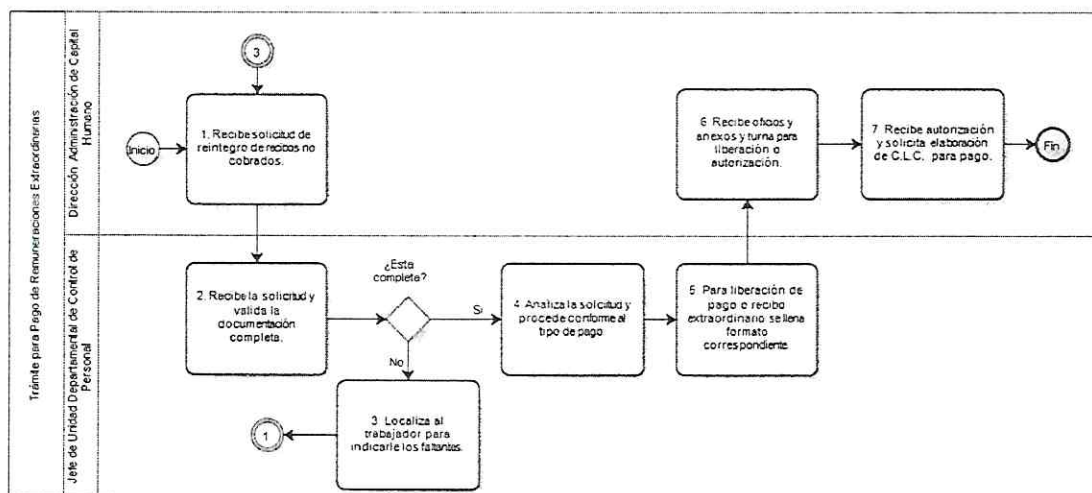 Trámite para Pago de Remuneraciones Extraordinarias
Dirección Administración de Capital
Humano
3
Inicio
1. Recibe solicitud de
reintegro de recibos no
cobrados.
6. Recibe oficios y
anexos y turna para
liberación o
autorización.
7. Recibe autorización
y solicita elaboración
de C.L.C. para pago.
Fin
Jefe de Unidad Departamental de Control de
Personal
2. Recibe la solicitud y
valida la
documentación
completa.
¿Esta
completa?
Si
No
4. Analiza la solicitud y
procede conforme al
tipo de pago
5. Para liberación de
pago o recibo
extraordinario se llena
formato
correspondiente.
3. Localiza al
trabajador para
indicarle los faltantes.
1